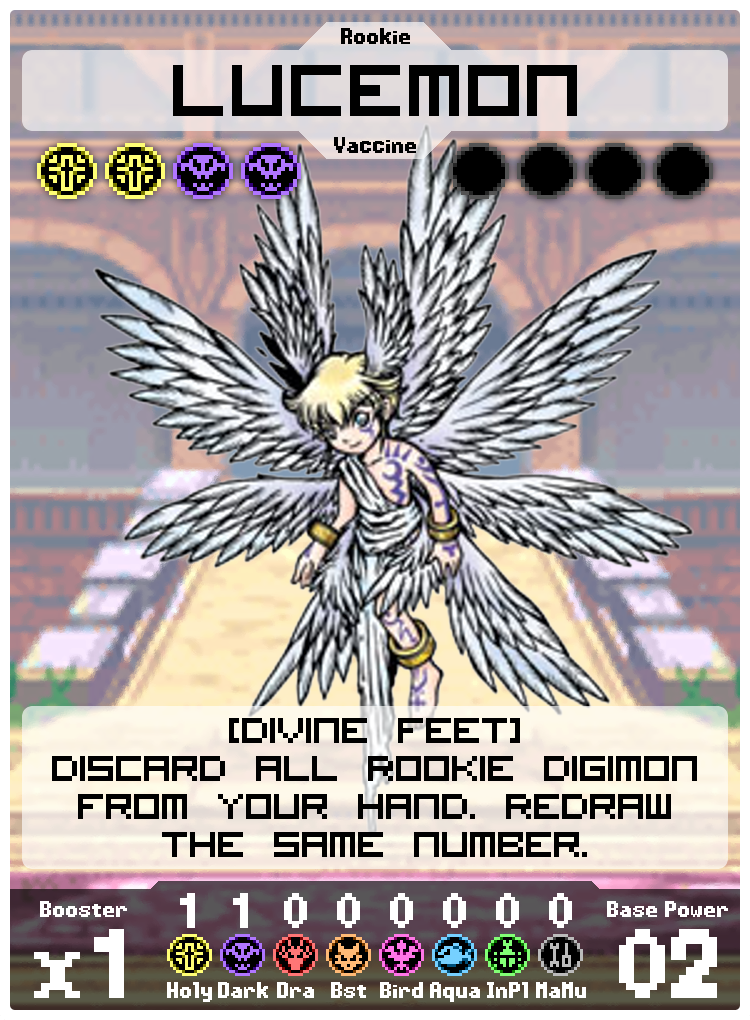 Rookie
LUCEMON
Vaccine
[DIVINE FEET]
DISCARD ALL ROOKIE DIGIMON
FROM YOUR HAND. REDRAW
THE SAME NUMBER.
Booster 1 1 0 0 0 0 0 0 Base Power
x1 02
Holy Dark Dra Bst Bird Aqua InPl MaMu